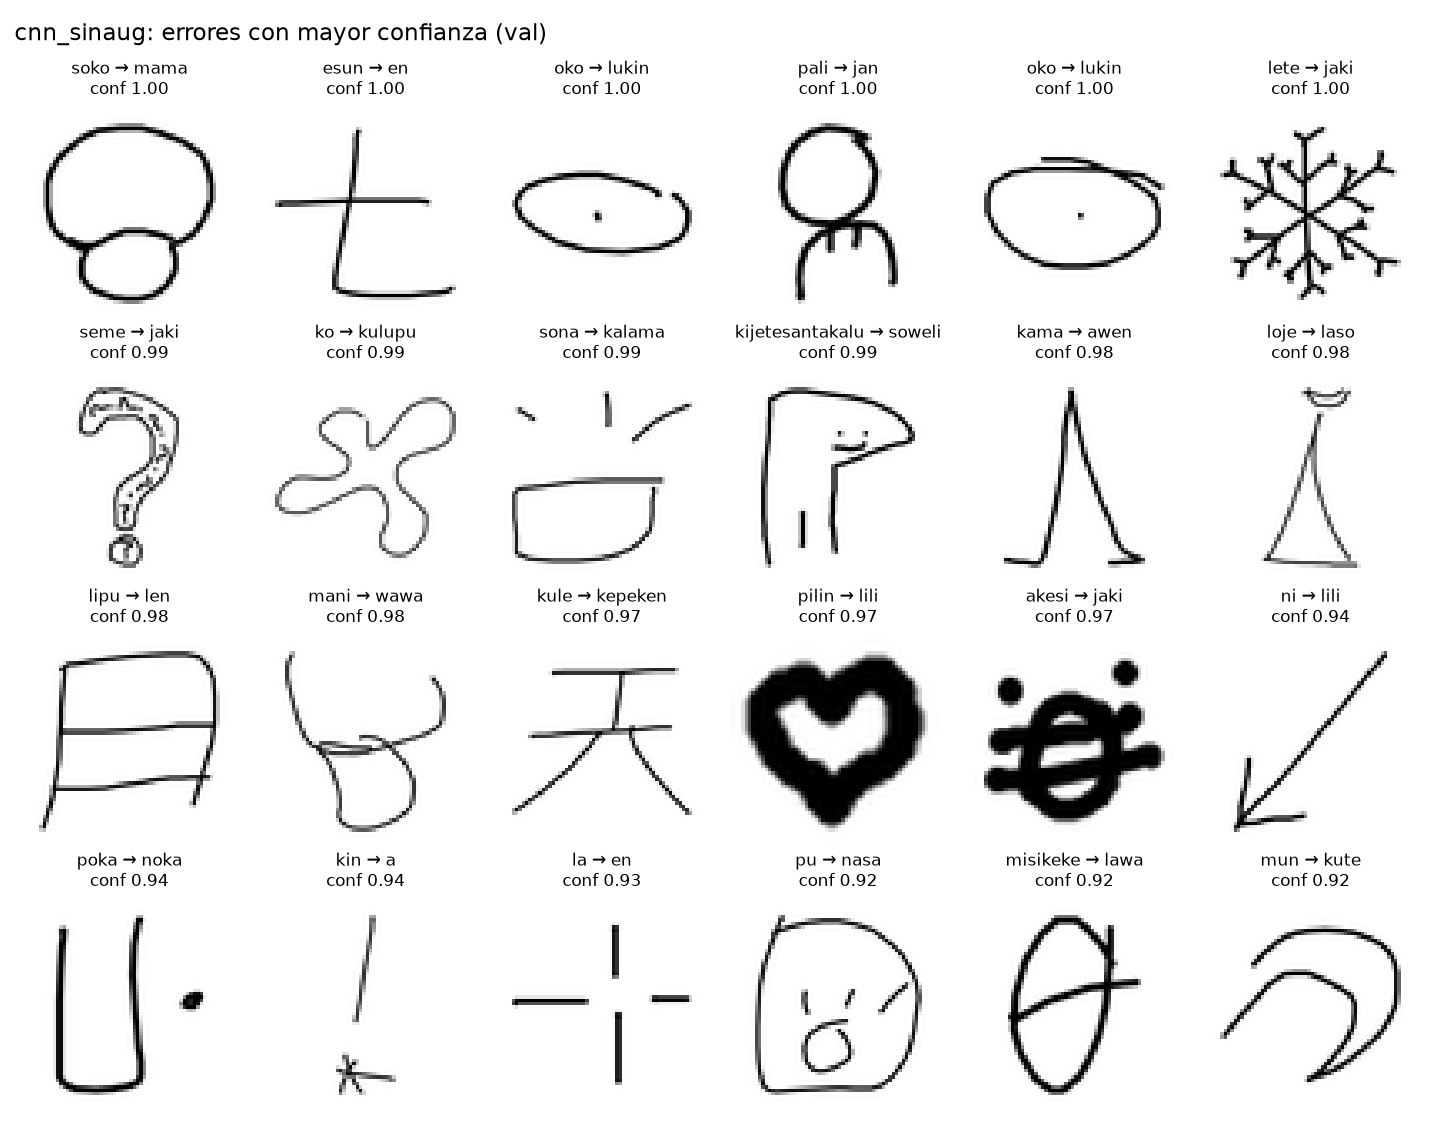 cnn_sinaug: errores con mayor confianza (val)
soko → mama
conf 1.00
esun → en
conf 1.00
oko → lukin
conf 1.00
pali → jan
conf 1.00
oko → lukin
conf 1.00
lete → jaki
conf 1.00
seme → jaki
conf 0.99
ko → kulupu
conf 0.99
sona → kalama
conf 0.99
kijetesantakalu → soweli
conf 0.99
kama → awen
conf 0.98
loje → laso
conf 0.98
lipu → len
conf 0.98
mani → wawa
conf 0.98
kule → kepeken
conf 0.97
pilin → lili
conf 0.97
akesi → jaki
conf 0.97
ni → lili
conf 0.94
poka → noka
conf 0.94
kin → a
conf 0.94
la → en
conf 0.93
pu → nasa
conf 0.92
misikeke → lawa
conf 0.92
mun → kute
conf 0.92